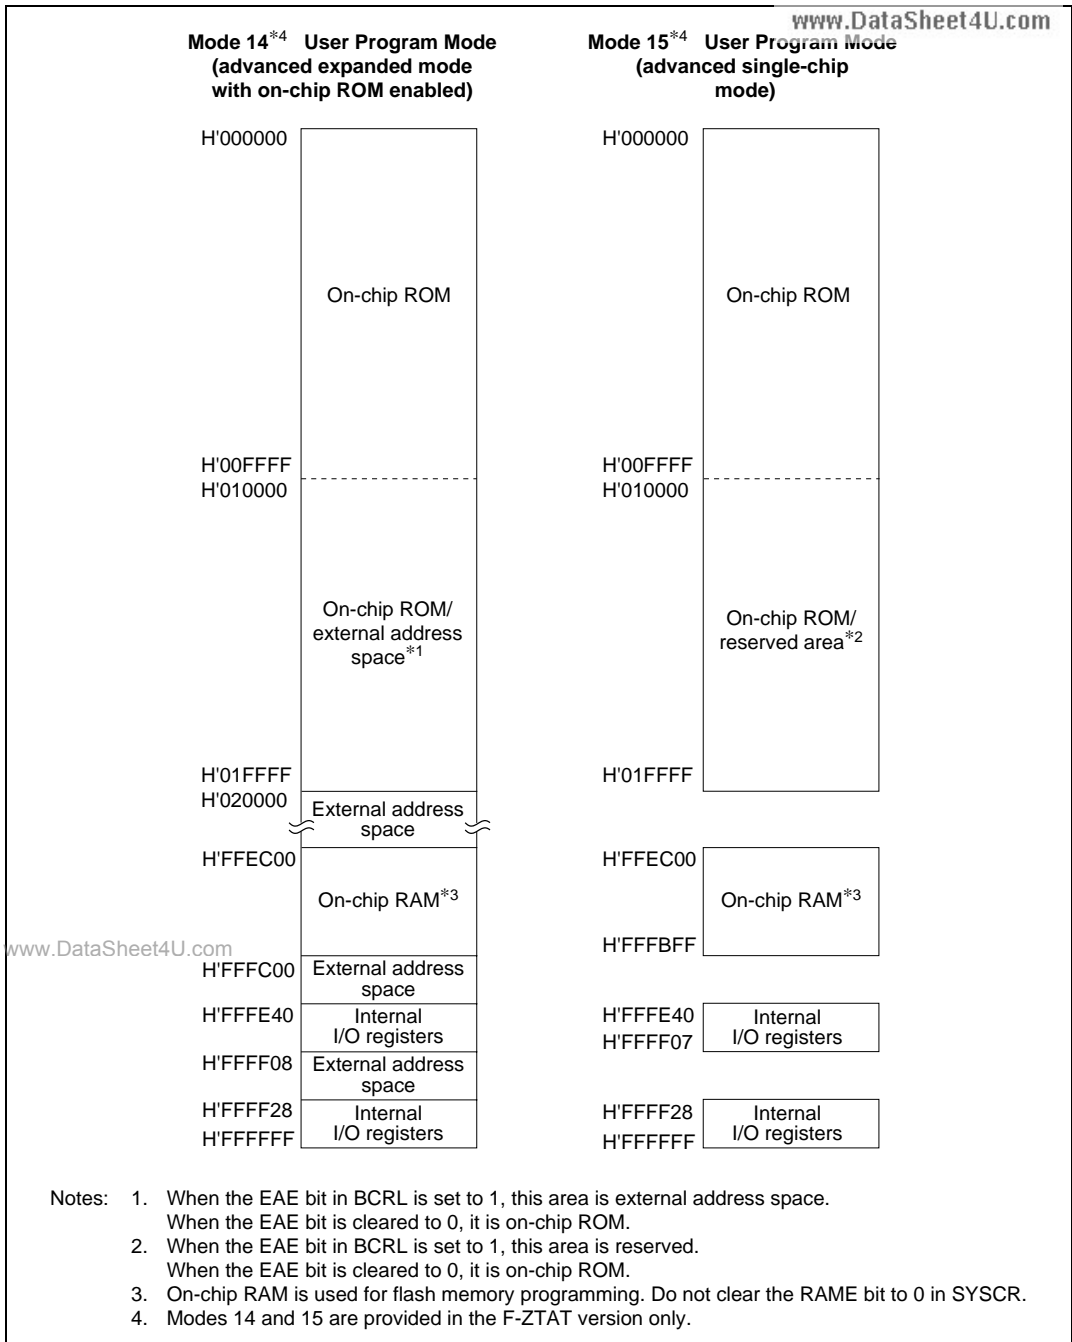 www.DataSheet4U.com
Mode 14*4 User Program Mode
(advanced expanded mode
with on-chip ROM enabled)
Mode 15*4 User Program Mode
(advanced single-chip
mode)
H'000000
On-chip ROM
H'00FFFF
H'010000
On-chip ROM/
external address
space*1
H'01FFFF
H'020000
External address
space
H'FFEC00
On-chip RAM*3
H'FFFC00
External address
space
H'FFFE40
Internal
I/O registers
H'FFFF08
External address
space
H'FFFF28
Internal
I/O registers
H'FFFFFF
H'000000
On-chip ROM
H'00FFFF
H'010000
On-chip ROM/
reserved area*2
H'01FFFF
H'FFEC00
On-chip RAM*3
H'FFFBFF
H'FFFE40
Internal
I/O registers
H'FFFF07
H'FFFF28
Internal
I/O registers
H'FFFFFF
www.DataSheet4U.com
Notes: 1. When the EAE bit in BCRL is set to 1, this area is external address space.
When the EAE bit is cleared to 0, it is on-chip ROM.
2. When the EAE bit in BCRL is set to 1, this area is reserved.
When the EAE bit is cleared to 0, it is on-chip ROM.
3. On-chip RAM is used for flash memory programming. Do not clear the RAME bit to 0 in SYSCR.
4. Modes 14 and 15 are provided in the F-ZTAT version only.